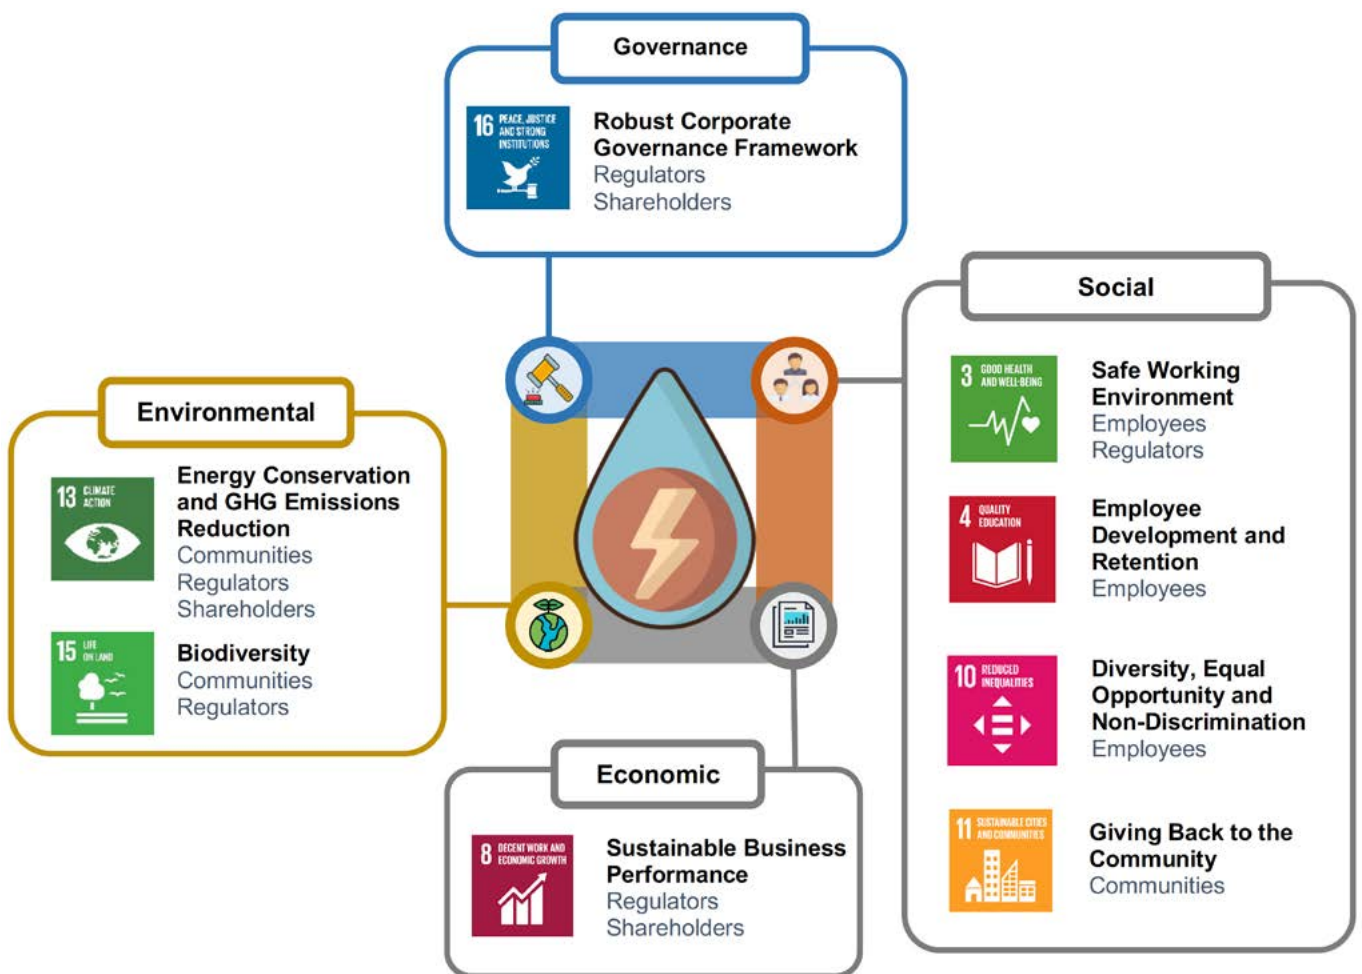 Governance
16 PEACE, JUSTICE
AND STRONG
INSTITUTIONS
Robust Corporate
Governance Framework
Regulators
Shareholders
Environmental
13 CLIMATE
ACTION
Energy Conservation
and GHG Emissions
Reduction
Communities
Regulators
Shareholders
15 LIFE
ON LAND
Biodiversity
Communities
Regulators
Social
3 GOOD HEALTH
AND WELL-BEING
Safe Working
Environment
Employees
Regulators
4 QUALITY
EDUCATION
Employee
Development and
Retention
Employees
10 REDUCED
INEQUALITIES
Diversity, Equal
Opportunity and
Non-Discrimination
Employees
11 SUSTAINABLE CITIES
AND COMMUNITIES
Giving Back to the
Community
Communities
Economic
8 DECENT WORK AND
ECONOMIC GROWTH
Sustainable Business
Performance
Regulators
Shareholders